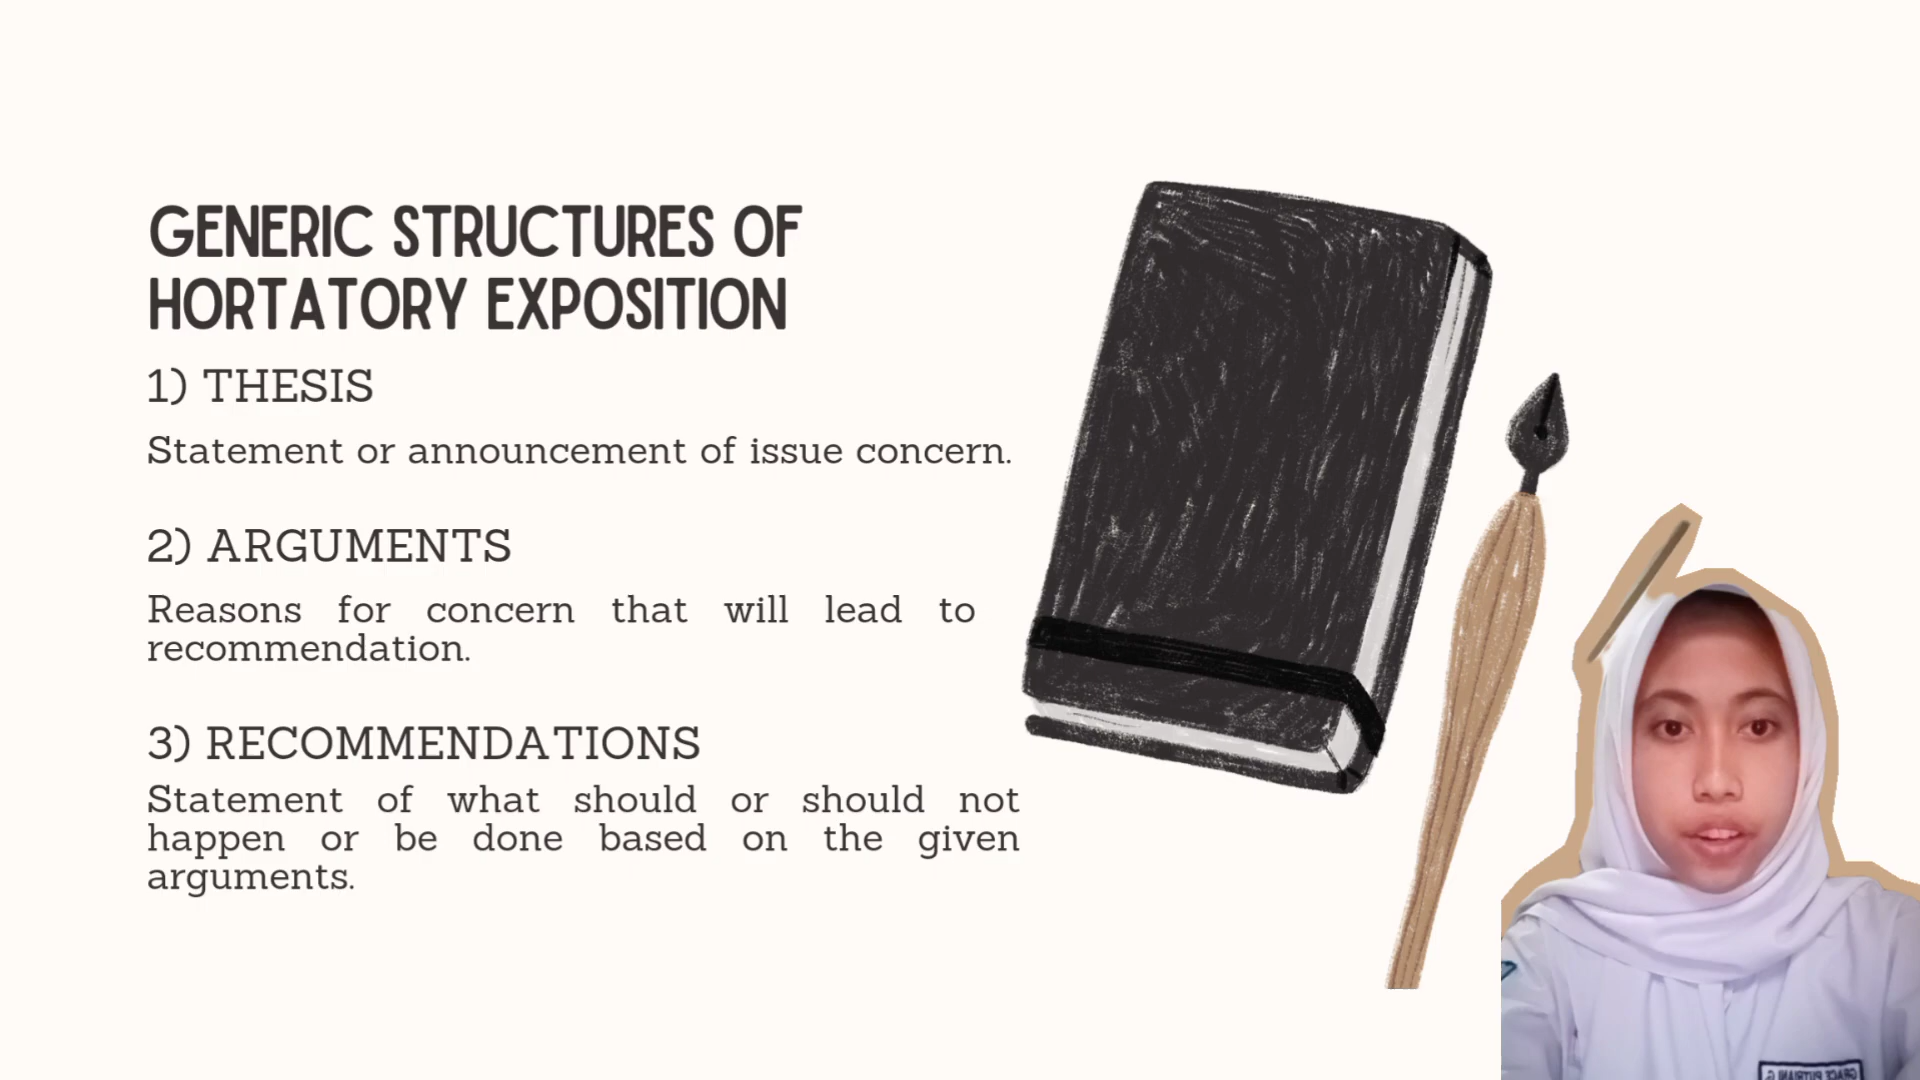 GENERIC STRUCTURES OF
HORTATORY EXPOSITION
1) THESIS
Statement or announcement of issue concern.
2) ARGUMENTS
Reasons for concern that will lead to
recommendation.
3) RECOMMENDATIONS
Statement of what should or should not
happen or be done based on the given
arguments.
GRACE PUTRIANI G